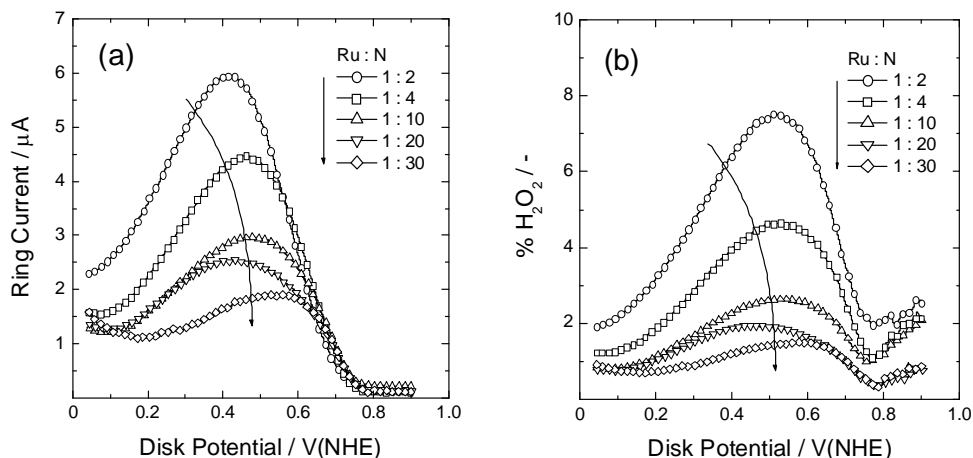 (a)
Ru : N
1 : 2
1 : 4
1 : 10
1 : 20
1 : 30
7
6
5
4
3
2
1
Ring Current / μA
0.0 0.2 0.4 0.6 0.8 1.0
Disk Potential / V(NHE)
(b)
Ru : N
1 : 2
1 : 4
1 : 10
1 : 20
1 : 30
8
6
4
2
% H₂O₂ / -
0 0.2 0.4 0.6 0.8 1.0
Disk Potential / V(NHE)